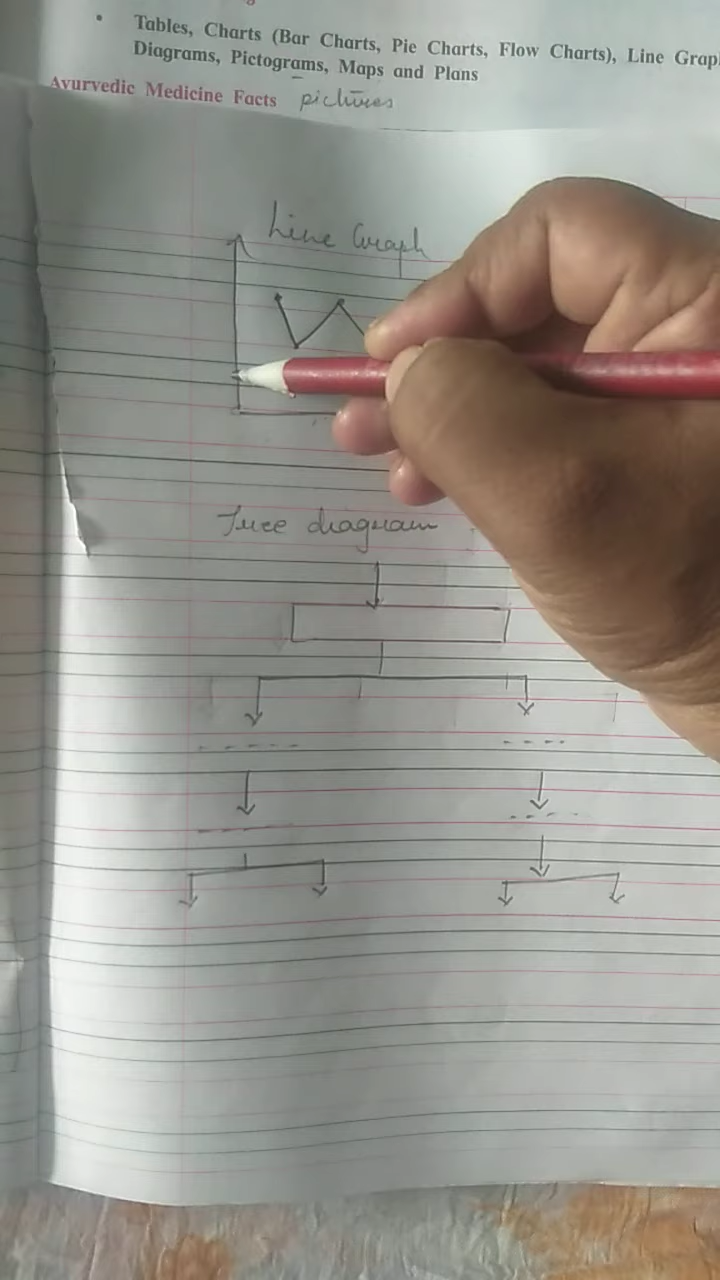 • Tables, Charts (Bar Charts, Pie Charts, Flow Charts), Line Grap
Diagrams, Pictograms, Maps and Plans
Ayurvedic Medicine Facts pictures
Line Graph
Tree diagram